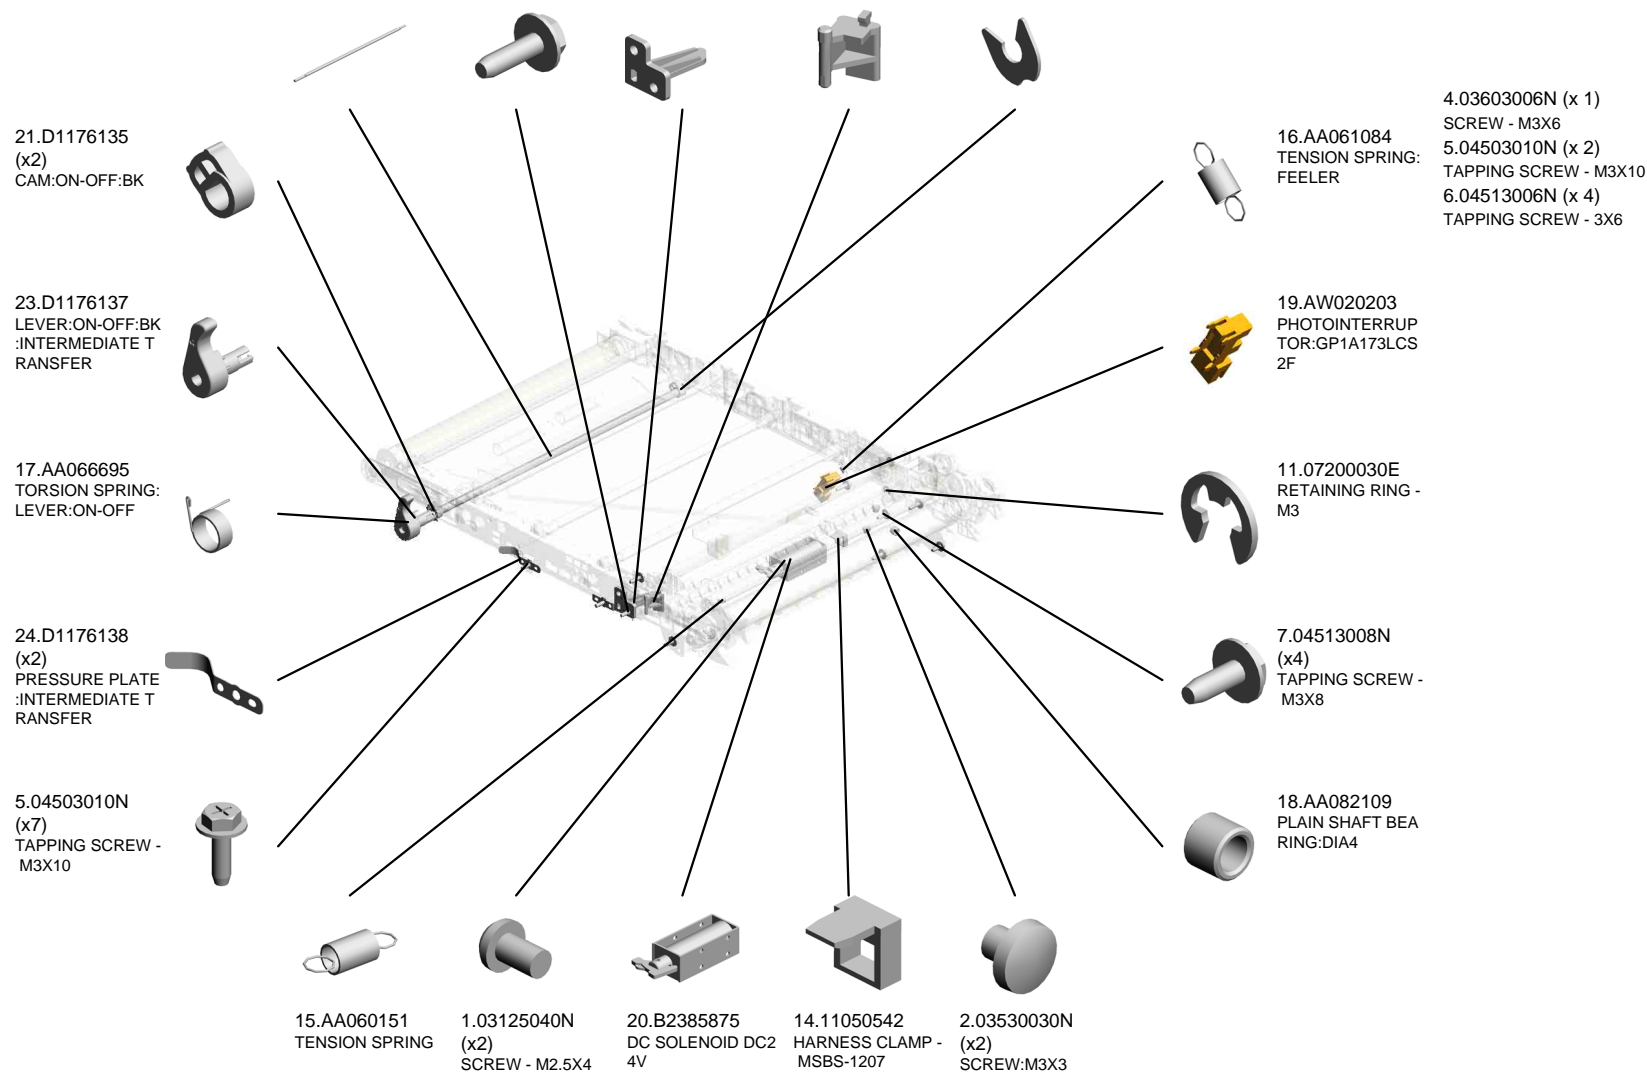 21.D1176135
(x2)
CAM:ON-OFF:BK
23.D1176137
LEVER:ON-OFF:BK
:INTERMEDIATE T
RANSFER
17.AA066695
TORSION SPRING:
LEVER:ON-OFF
24.D1176138
(x2)
PRESSURE PLATE
:INTERMEDIATE T
RANSFER
5.04503010N
(x7)
TAPPING SCREW -
M3X10
15.AA060151
TENSION SPRING
1.03125040N
(x2)
SCREW - M2.5X4
20.B2385875
DC SOLENOID DC2
4V
14.11050542
HARNESS CLAMP -
MSBS-1207
2.03530030N
(x2)
SCREW:M3X3
16.AA061084
TENSION SPRING:
FEELER
19.AW020203
PHOTOINTERRUP
TOR:GP1A173LCS
2F
11.07200030E
RETAINING RING -
M3
7.04513008N
(x4)
TAPPING SCREW -
M3X8
18.AA082109
PLAIN SHAFT BEA
RING:DIA4
4.03603006N (x 1)
SCREW - M3X6
5.04503010N (x 2)
TAPPING SCREW - M3X10
6.04513006N (x 4)
TAPPING SCREW - 3X6